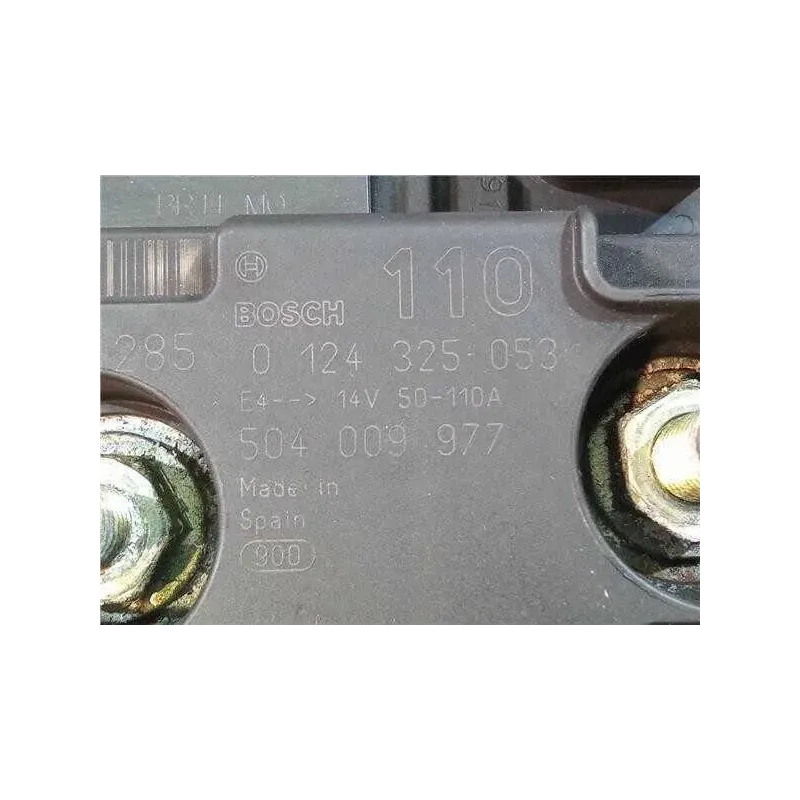 BOSCH 110
285 0 124 325 053
E4--> 14V 50-110A
504 009 977
Made in
Spain
900